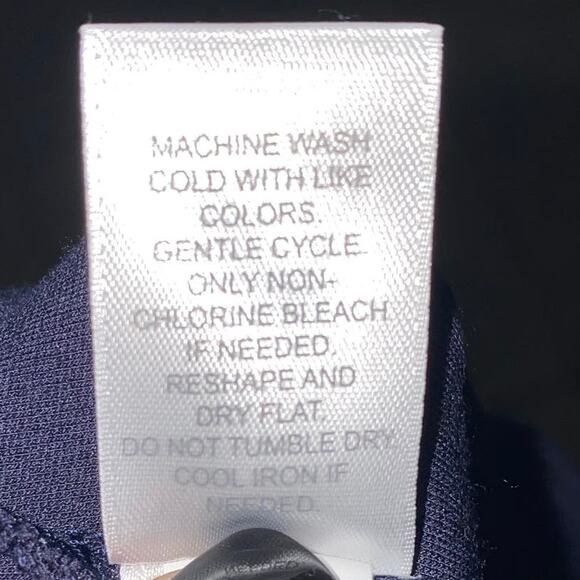 MACHINE WASH
COLD WITH LIKE
COLORS.
GENTLE CYCLE.
ONLY NON-
CHLORINE BLEACH
IF NEEDED.
RESHAPE AND
DRY FLAT.
DO NOT TUMBLE DRY.
COOL IRON IF
NEEDED.